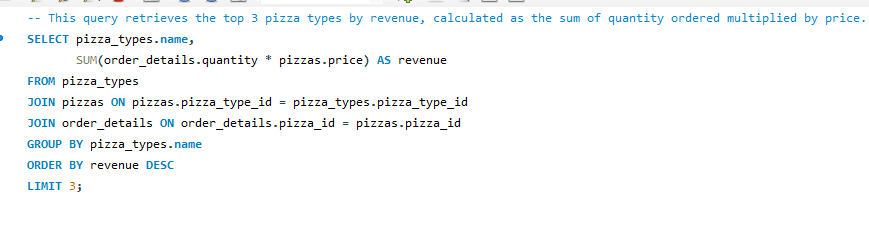 -- This query retrieves the top 3 pizza types by revenue, calculated as the sum of quantity ordered multiplied by price.
SELECT pizza_types.name,
       SUM(order_details.quantity * pizzas.price) AS revenue
FROM pizza_types
JOIN pizzas ON pizzas.pizza_type_id = pizza_types.pizza_type_id
JOIN order_details ON order_details.pizza_id = pizzas.pizza_id
GROUP BY pizza_types.name
ORDER BY revenue DESC
LIMIT 3;